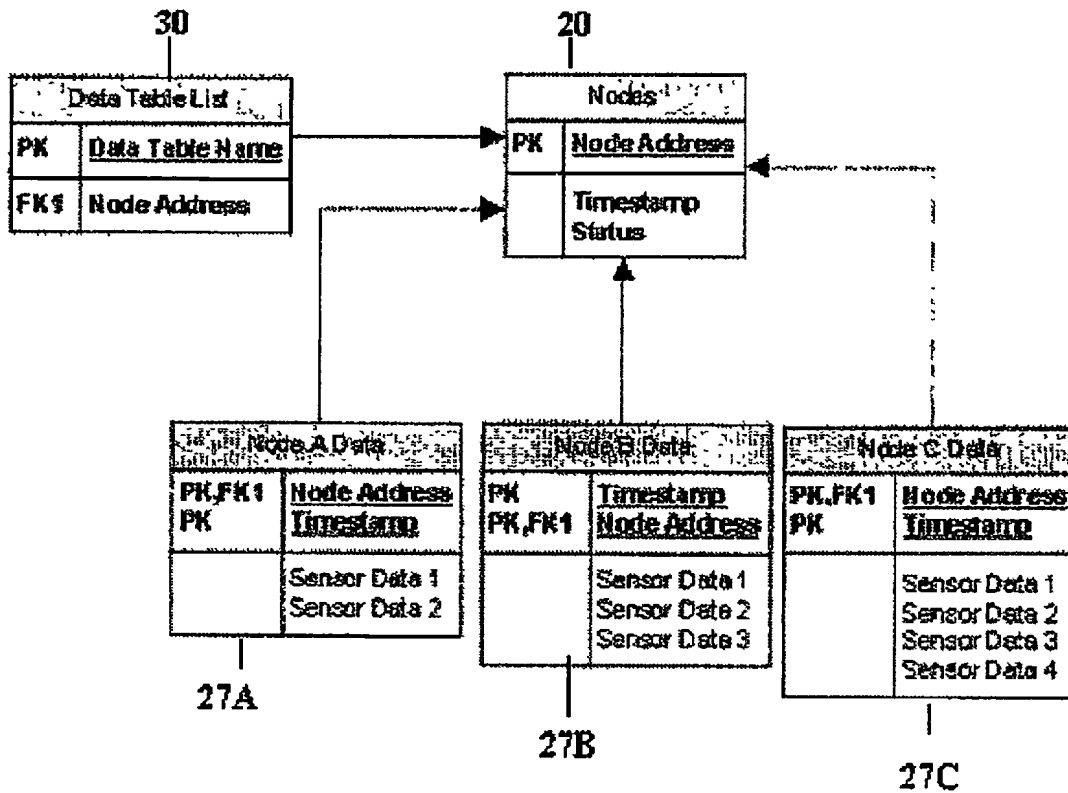 30
20
Data Table List
PK Data Table Name
FK1 Node Address
Nodes
PK Node Address
Timestamp
Status
Node A Data
PK,FK1 Node Address
PK Timestamp
Sensor Data 1
Sensor Data 2
27A
Node B Data
PK Timestamp
PK,FK1 Node Address
Sensor Data 1
Sensor Data 2
Sensor Data 3
27B
Node C Data
PK,FK1 Node Address
PK Timestamp
Sensor Data 1
Sensor Data 2
Sensor Data 3
Sensor Data 4
27C